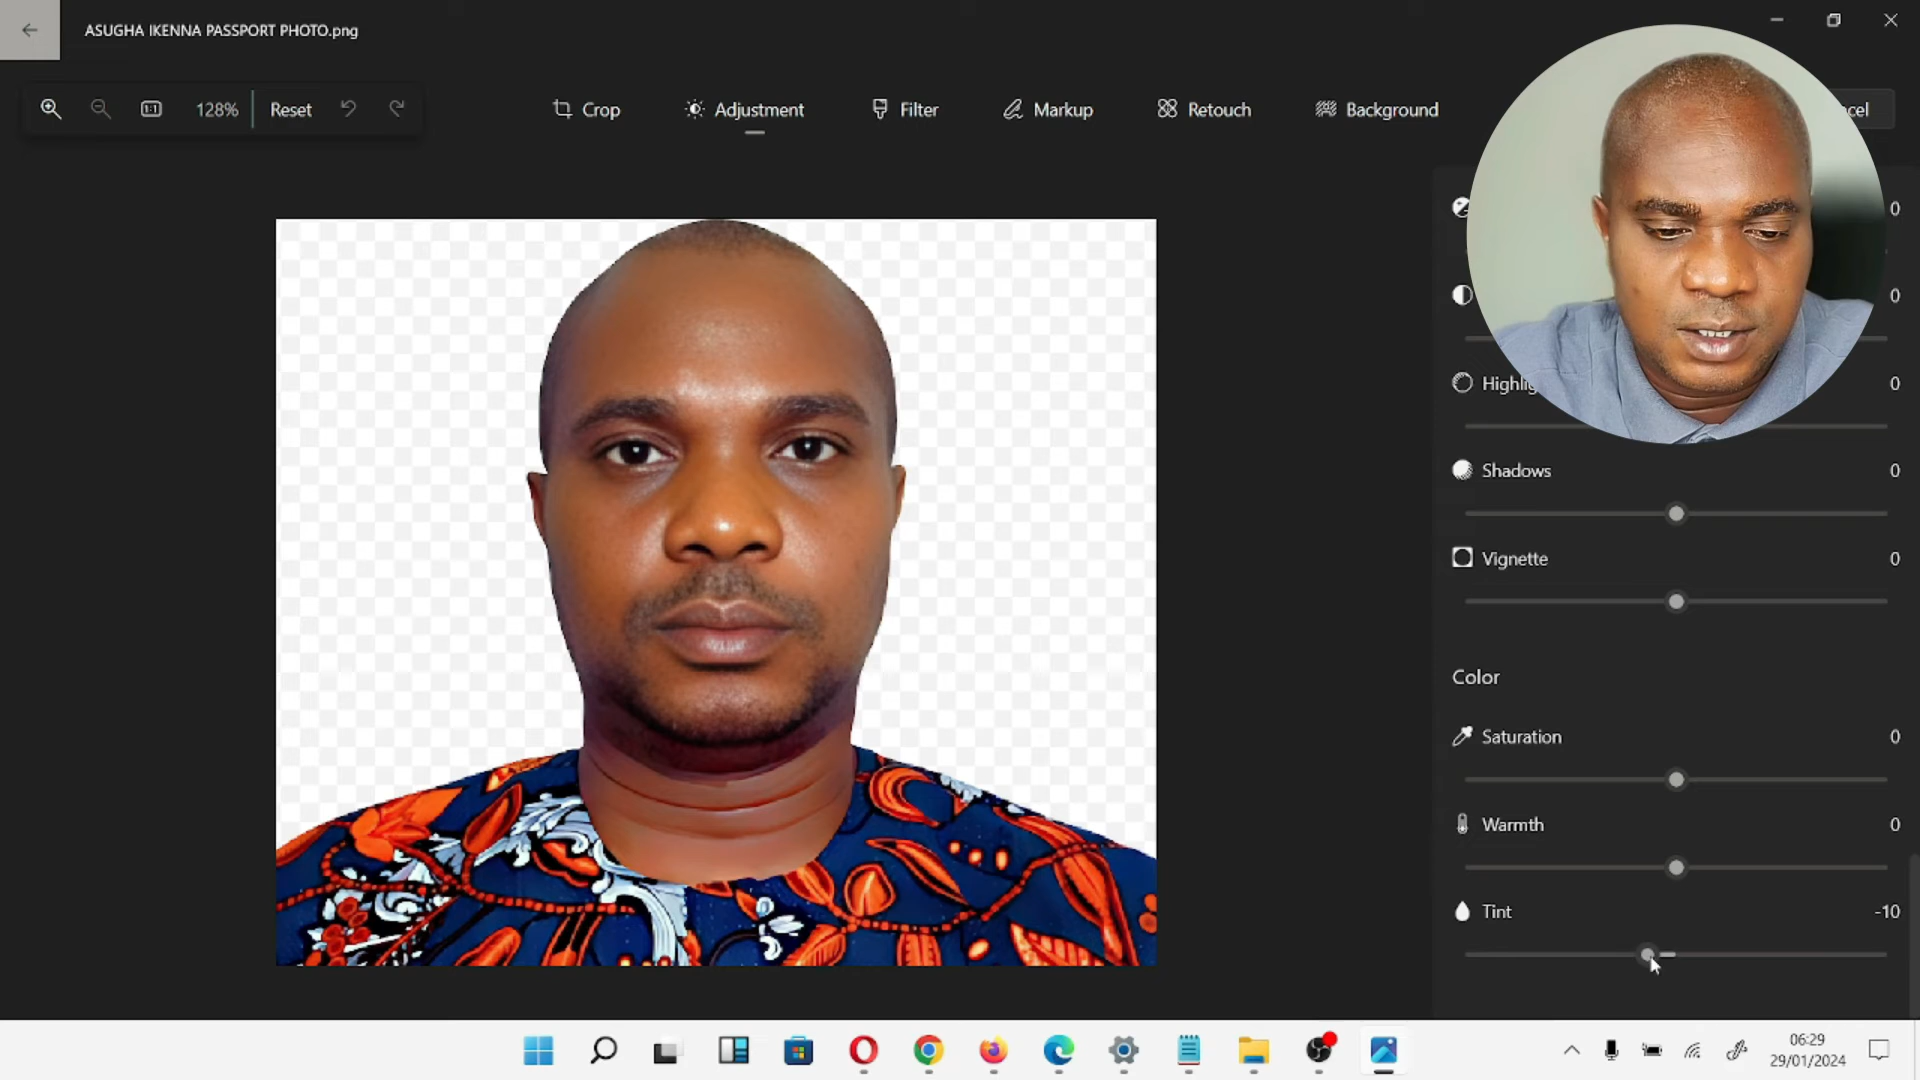 ASUGHA IKENNA PASSPORT PHOTO.png
128% Reset Crop Adjustment Filter Markup Retouch Background
0
0
0
Shadows 0
Vignette 0
Color
Saturation 0
Warmth 0
Tint -10
06:29
29/01/2024